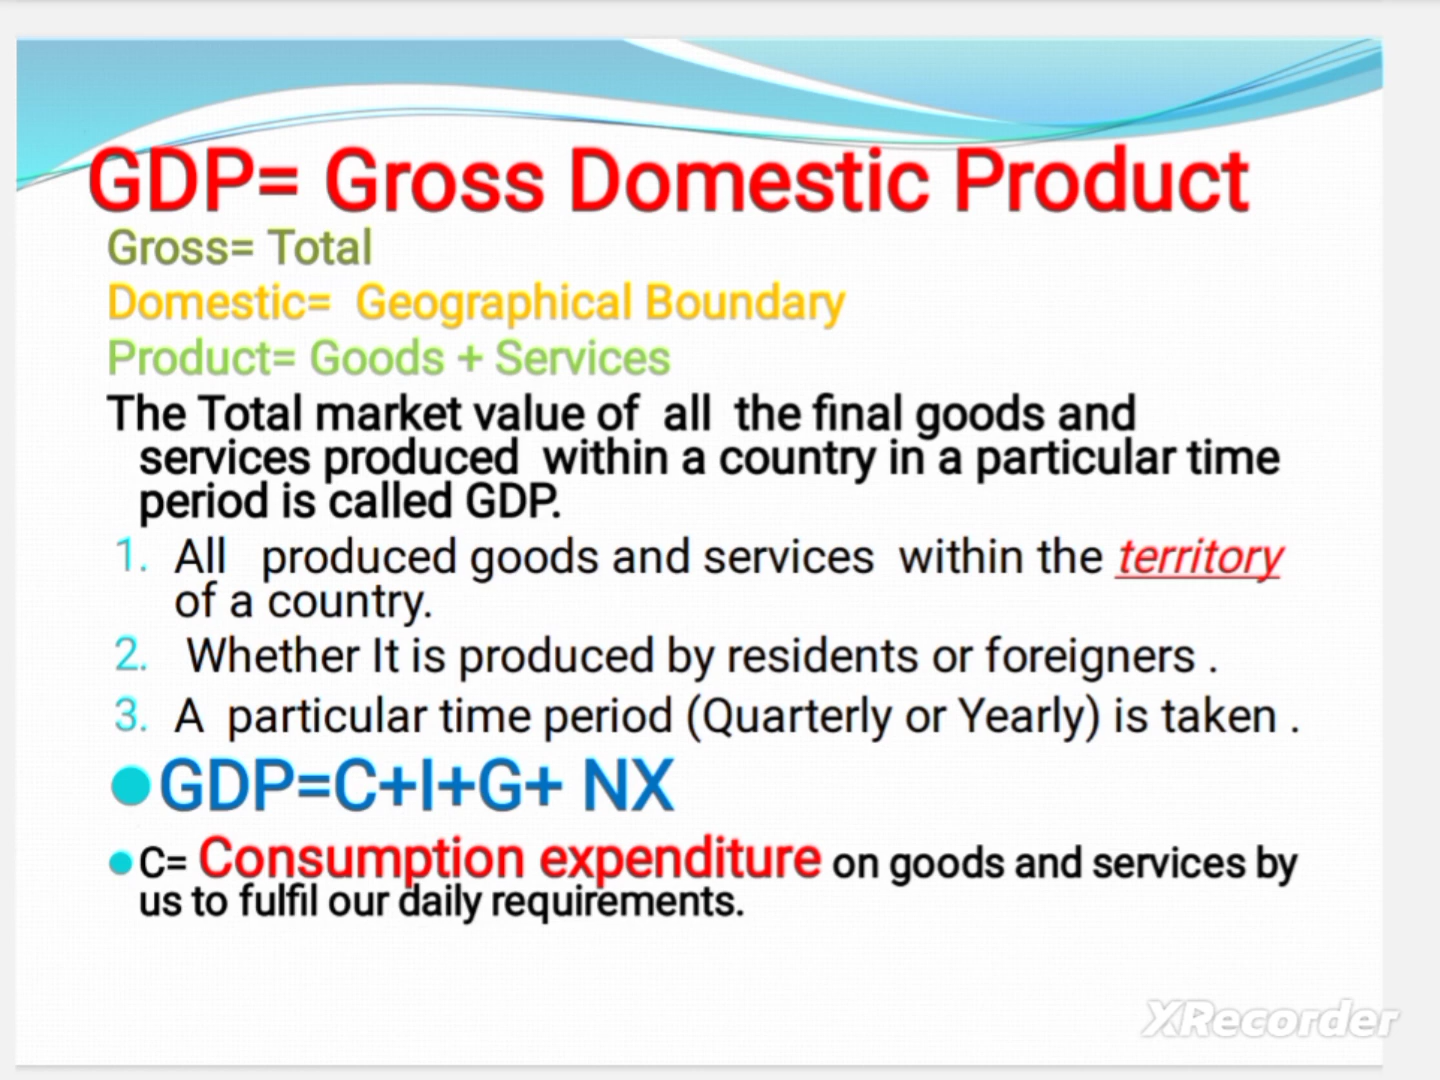 GDP= Gross Domestic Product
Gross= Total
Domestic= Geographical Boundary
Product= Goods + Services
The Total market value of all the final goods and
services produced within a country in a particular time
period is called GDP.
1. All produced goods and services within the territory
of a country.
2. Whether It is produced by residents or foreigners .
3. A particular time period (Quarterly or Yearly) is taken .
● GDP=C+I+G+ NX
● C= Consumption expenditure on goods and services by
us to fulfil our daily requirements.
XRecorder